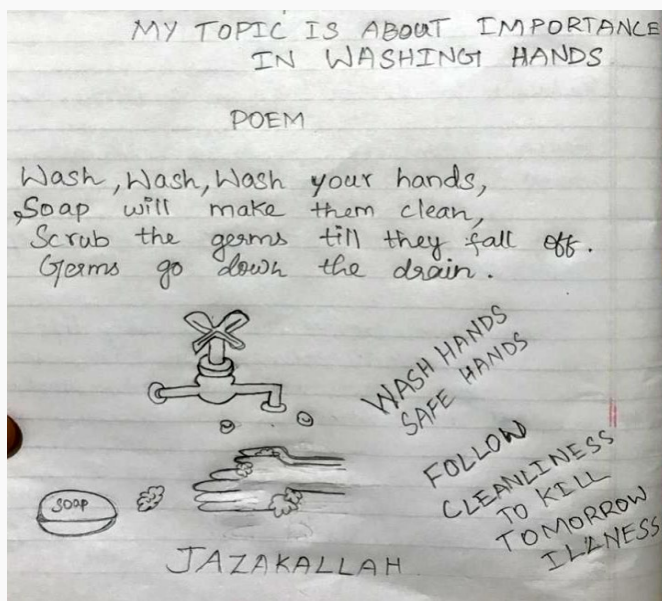 MY TOPIC IS ABOUT IMPORTANCE
IN WASHING HANDS
POEM
Wash, Wash, Wash your hands,
Soap will make them clean,
Scrub the germs till they fall off.
Germs go down the drain.
WASH HANDS
SAFE HANDS
FOLLOW
CLEANLINESS
TO KILL
TOMORROW
ILLNESS
SOAP
JAZAKALLAH